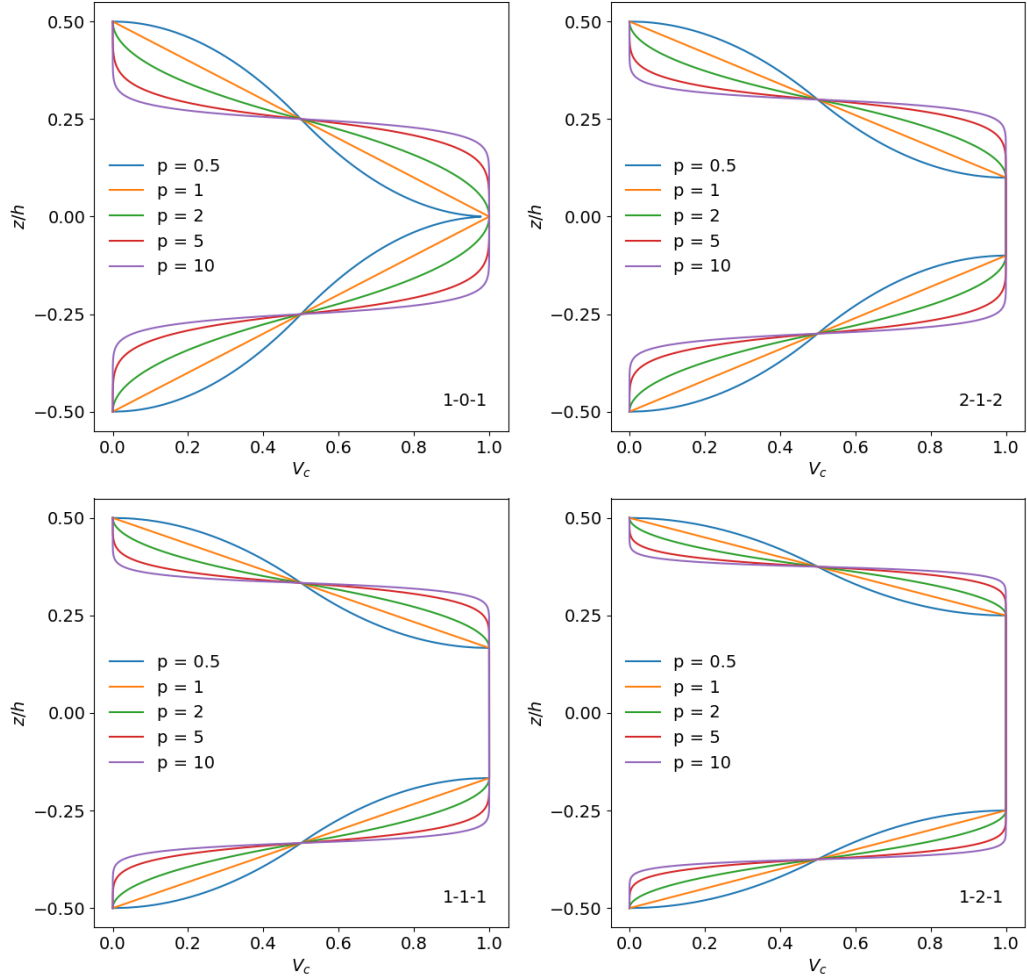 0.50
0.25
0.00
−0.25
−0.50
z/h
p = 0.5
p = 1
p = 2
p = 5
p = 10
1-0-1
0.0 0.2 0.4 0.6 0.8 1.0
V_c
0.50
0.25
0.00
−0.25
−0.50
z/h
p = 0.5
p = 1
p = 2
p = 5
p = 10
2-1-2
0.0 0.2 0.4 0.6 0.8 1.0
V_c
0.50
0.25
0.00
−0.25
−0.50
z/h
p = 0.5
p = 1
p = 2
p = 5
p = 10
1-1-1
0.0 0.2 0.4 0.6 0.8 1.0
V_c
0.50
0.25
0.00
−0.25
−0.50
z/h
p = 0.5
p = 1
p = 2
p = 5
p = 10
1-2-1
0.0 0.2 0.4 0.6 0.8 1.0
V_c